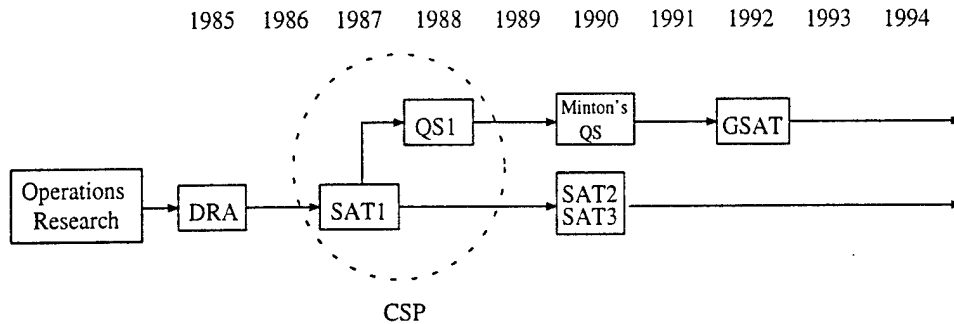 1985 1986 1987 1988 1989 1990 1991 1992 1993 1994
QS1
Minton's
QS
GSAT
Operations
Research
DRA
SAT1
SAT2
SAT3
CSP